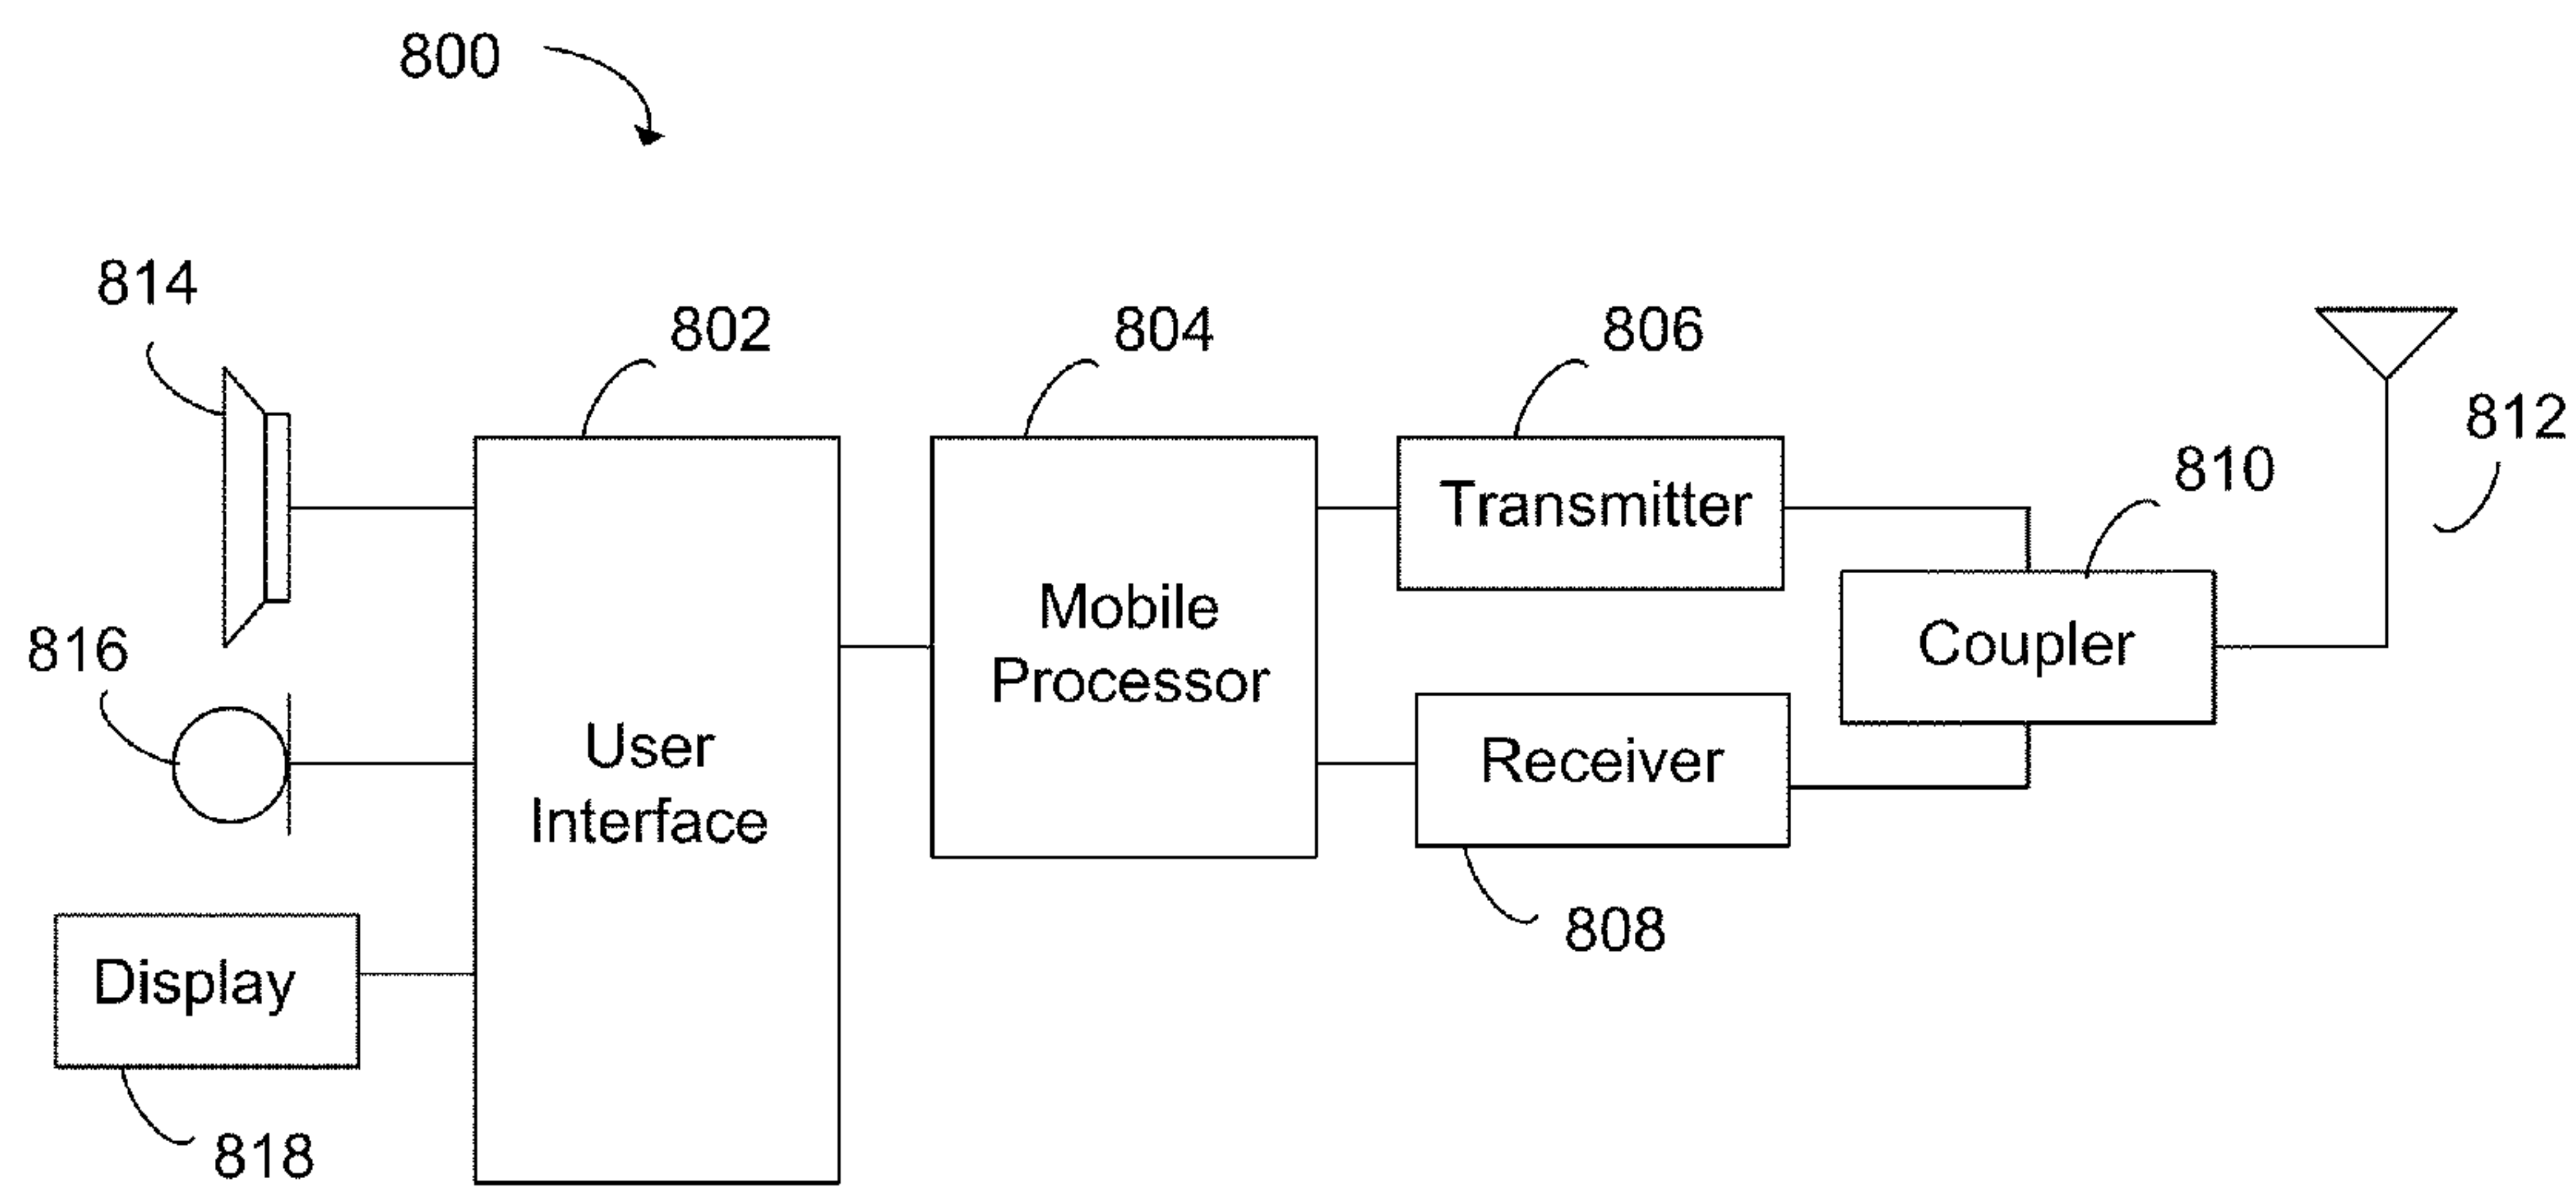 800
814
802
804
806
812
810
Transmitter
Mobile
Processor
Coupler
816
User
Interface
Receiver
808
Display
818